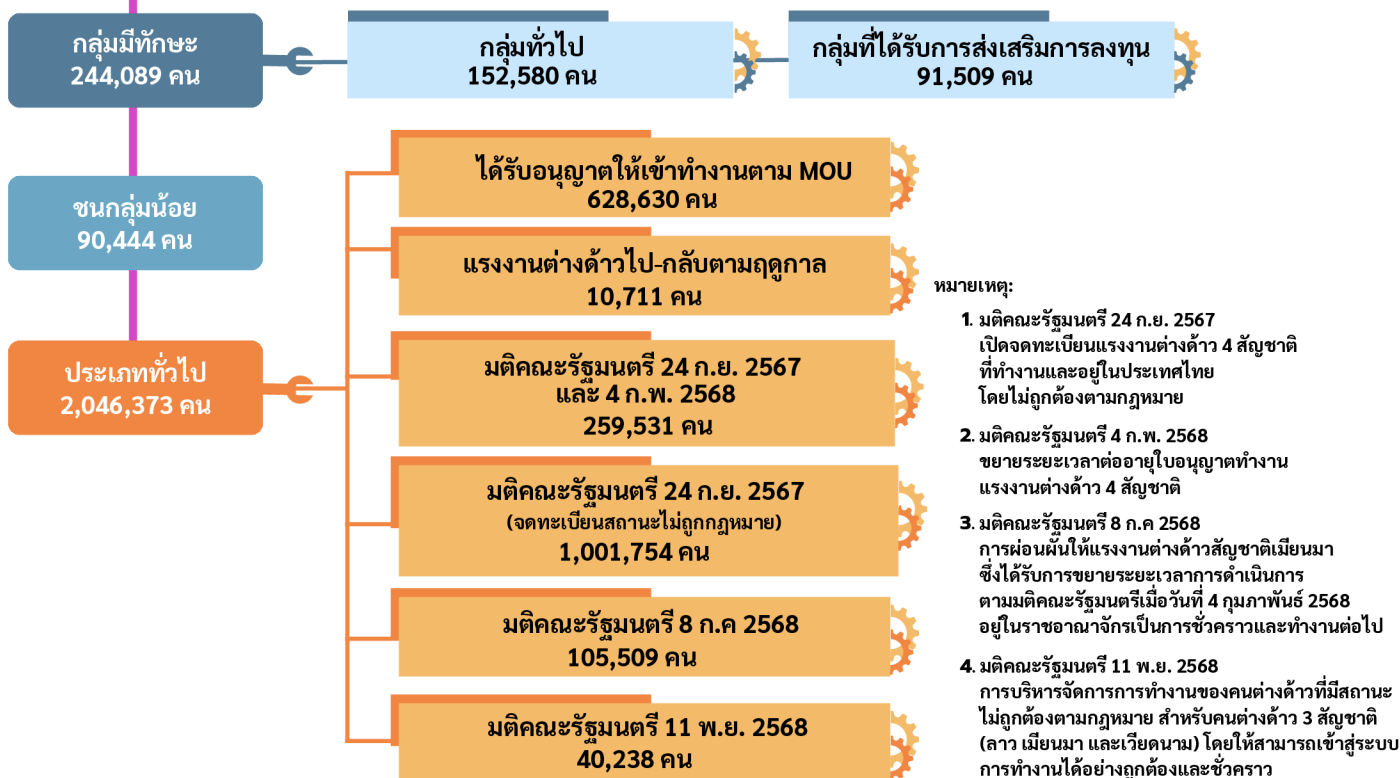 กลุ่มมีทักษะ
244,089 คน
กลุ่มทั่วไป
152,580 คน
กลุ่มที่ได้รับการส่งเสริมการลงทุน
91,509 คน
ชนกลุ่มน้อย
90,444 คน
ประเภททั่วไป
2,046,373 คน
ได้รับอนุญาตให้เข้าทำงานตาม MOU
628,630 คน
แรงงานต่างด้าวไป-กลับตามฤดูกาล
10,711 คน
มติคณะรัฐมนตรี 24 ก.ย. 2567
และ 4 ก.พ. 2568
259,531 คน
มติคณะรัฐมนตรี 24 ก.ย. 2567
(จดทะเบียนสถานะไม่ถูกกฎหมาย)
1,001,754 คน
มติคณะรัฐมนตรี 8 ก.ค 2568
105,509 คน
มติคณะรัฐมนตรี 11 พ.ย. 2568
40,238 คน
หมายเหตุ:
1. มติคณะรัฐมนตรี 24 ก.ย. 2567
เปิดจดทะเบียนแรงงานต่างด้าว 4 สัญชาติ
ที่ทำงานและอยู่ในประเทศไทย
โดยไม่ถูกต้องตามกฎหมาย
2. มติคณะรัฐมนตรี 4 ก.พ. 2568
ขยายระยะเวลาต่ออายุใบอนุญาตทำงาน
แรงงานต่างด้าว 4 สัญชาติ
3. มติคณะรัฐมนตรี 8 ก.ค 2568
การผ่อนผันให้แรงงานต่างด้าวสัญชาติเมียนมา
ซึ่งได้รับการขยายระยะเวลาการดำเนินการ
ตามมติคณะรัฐมนตรีเมื่อวันที่ 4 กุมภาพันธ์ 2568
อยู่ในราชอาณาจักรเป็นการชั่วคราวและทำงานต่อไป
4. มติคณะรัฐมนตรี 11 พ.ย. 2568
การบริหารจัดการการทำงานของคนต่างด้าวที่มีสถานะ
ไม่ถูกต้องตามกฎหมาย สำหรับคนต่างด้าว 3 สัญชาติ
(ลาว เมียนมา และเวียดนาม) โดยให้สามารถเข้าสู่ระบบ
การทำงานได้อย่างถูกต้องและชั่วคราว